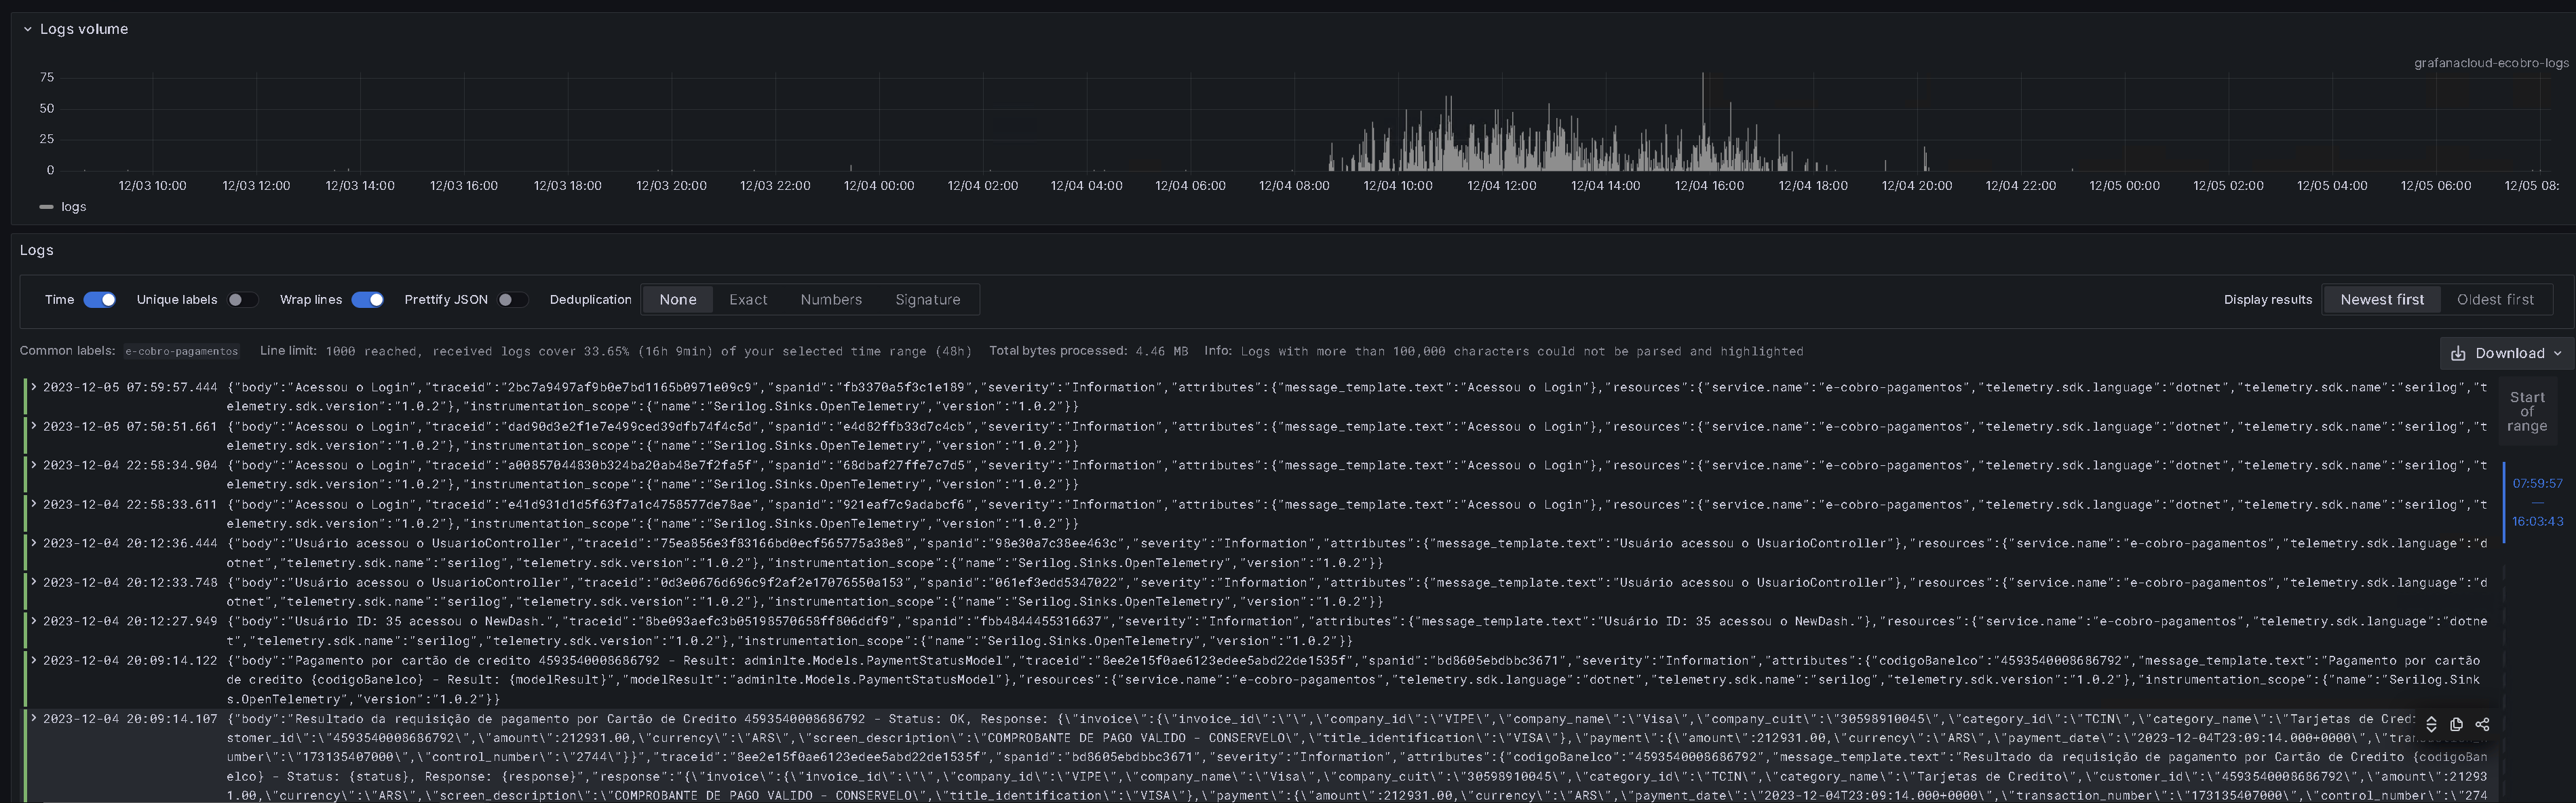 Logs volume
grafanacloud-ecobro-logs
75
50
25
0
12/03 10:00 12/03 12:00 12/03 14:00 12/03 16:00 12/03 18:00 12/03 20:00 12/03 22:00 12/04 00:00 12/04 02:00 12/04 04:00 12/04 06:00 12/04 08:00 12/04 10:00 12/04 12:00 12/04 14:00 12/04 16:00 12/04 18:00 12/04 20:00 12/04 22:00 12/05 00:00 12/05 02:00 12/05 04:00 12/05 06:00 12/05 08:
logs
Logs
Time Unique labels Wrap lines Prettify JSON Deduplication None Exact Numbers Signature Display results Newest first Oldest first
Common labels: e-cobro-pagamentos Line limit: 1000 reached, received logs cover 33.65% (16h 9min) of your selected time range (48h) Total bytes processed: 4.46 MB Info: Logs with more than 100,000 characters could not be parsed and highlighted Download
2023-12-05 07:59:57.444 {"body":"Acessou o Login","traceid":"2bc7a9497af9b0e7bd1165b0971e09c9","spanid":"fb3370a5f3c1e189","severity":"Information","attributes":{"message_template.text":"Acessou o Login"},"resources":{"service.name":"e-cobro-pagamentos","telemetry.sdk.language":"dotnet","telemetry.sdk.name":"serilog","t
elemetry.sdk.version":"1.0.2"},"instrumentation_scope":{"name":"Serilog.Sinks.OpenTelemetry","version":"1.0.2"}}
2023-12-05 07:50:51.661 {"body":"Acessou o Login","traceid":"dad90d3e2f1e7e499ced39dfb74f4c5d","spanid":"e4d82ffb33d7c4cb","severity":"Information","attributes":{"message_template.text":"Acessou o Login"},"resources":{"service.name":"e-cobro-pagamentos","telemetry.sdk.language":"dotnet","telemetry.sdk.name":"serilog","t
elemetry.sdk.version":"1.0.2"},"instrumentation_scope":{"name":"Serilog.Sinks.OpenTelemetry","version":"1.0.2"}}
2023-12-04 22:58:34.904 {"body":"Acessou o Login","traceid":"a00857044830b324ba20ab48e7f2fa5f","spanid":"68dbaf27ffe7c7d5","severity":"Information","attributes":{"message_template.text":"Acessou o Login"},"resources":{"service.name":"e-cobro-pagamentos","telemetry.sdk.language":"dotnet","telemetry.sdk.name":"serilog","t
elemetry.sdk.version":"1.0.2"},"instrumentation_scope":{"name":"Serilog.Sinks.OpenTelemetry","version":"1.0.2"}}
2023-12-04 22:58:33.611 {"body":"Acessou o Login","traceid":"e41d931d1d5f63f7a1c4758577de78ae","spanid":"921eaf7c9adabcf6","severity":"Information","attributes":{"message_template.text":"Acessou o Login"},"resources":{"service.name":"e-cobro-pagamentos","telemetry.sdk.language":"dotnet","telemetry.sdk.name":"serilog","t
elemetry.sdk.version":"1.0.2"},"instrumentation_scope":{"name":"Serilog.Sinks.OpenTelemetry","version":"1.0.2"}}
2023-12-04 20:12:36.444 {"body":"Usuário acessou o UsuarioController","traceid":"75ea856e3f83166bd0ecf565775a38e8","spanid":"98e30a7c38ee463c","severity":"Information","attributes":{"message_template.text":"Usuário acessou o UsuarioController"},"resources":{"service.name":"e-cobro-pagamentos","telemetry.sdk.language":"d
otnet","telemetry.sdk.name":"serilog","telemetry.sdk.version":"1.0.2"},"instrumentation_scope":{"name":"Serilog.Sinks.OpenTelemetry","version":"1.0.2"}}
2023-12-04 20:12:33.748 {"body":"Usuário acessou o UsuarioController","traceid":"0d3e0676d696c9f2af2e17076550a153","spanid":"061ef3edd5347022","severity":"Information","attributes":{"message_template.text":"Usuário acessou o UsuarioController"},"resources":{"service.name":"e-cobro-pagamentos","telemetry.sdk.language":"d
otnet","telemetry.sdk.name":"serilog","telemetry.sdk.version":"1.0.2"},"instrumentation_scope":{"name":"Serilog.Sinks.OpenTelemetry","version":"1.0.2"}}
2023-12-04 20:12:27.949 {"body":"Usuário ID: 35 acessou o NewDash.","traceid":"8be093aefc3b05198570658ff806ddf9","spanid":"fbb4844455316637","severity":"Information","attributes":{"message_template.text":"Usuário ID: 35 acessou o NewDash."},"resources":{"service.name":"e-cobro-pagamentos","telemetry.sdk.language":"dotne
t","telemetry.sdk.name":"serilog","telemetry.sdk.version":"1.0.2"},"instrumentation_scope":{"name":"Serilog.Sinks.OpenTelemetry","version":"1.0.2"}}
2023-12-04 20:09:14.122 {"body":"Pagamento por cartão de credito 4593540008686792 - Result: adminlte.Models.PaymentStatusModel","traceid":"8ee2e15f0ae6123edee5abd22de1535f","spanid":"bd8605ebdbbc3671","severity":"Information","attributes":{"codigoBanelco":"4593540008686792","message_template.text":"Pagamento por cartão
de credito {codigoBanelco} - Result: {modelResult}","modelResult":"adminlte.Models.PaymentStatusModel"},"resources":{"service.name":"e-cobro-pagamentos","telemetry.sdk.language":"dotnet","telemetry.sdk.name":"serilog","telemetry.sdk.version":"1.0.2"},"instrumentation_scope":{"name":"Serilog.Sink
s.OpenTelemetry","version":"1.0.2"}}
2023-12-04 20:09:14.107 {"body":"Resultado da requisição de pagamento por Cartão de Credito 4593540008686792 - Status: OK, Response: {\"invoice\":{\"invoice_id\":\"\",\"company_id\":\"VIPE\",\"company_name\":\"Visa\",\"company_cuit\":\"30598910045\",\"category_id\":\"TCIN\",\"category_name\":\"Tarjetas de Cred
stomer_id\":\"4593540008686792\",\"amount\":212931.00,\"currency\":\"ARS\",\"screen_description\":\"COMPROBANTE DE PAGO VALIDO - CONSERVELO\",\"title_identification\":\"VISA\"},\"payment\":{\"amount\":212931.00,\"currency\":\"ARS\",\"payment_date\":\"2023-12-04T23:09:14.000+0000\",\"tran
umber\":\"173135407000\",\"control_number\":\"2744\"}}","traceid":"8ee2e15f0ae6123edee5abd22de1535f","spanid":"bd8605ebdbbc3671","severity":"Information","attributes":{"codigoBanelco":"4593540008686792","message_template.text":"Resultado da requisição de pagamento por Cartão de Credito {codigoBan
elco} - Status: {status}, Response: {response}","response":"{\"invoice\":{\"invoice_id\":\"\",\"company_id\":\"VIPE\",\"company_name\":\"Visa\",\"company_cuit\":\"30598910045\",\"category_id\":\"TCIN\",\"category_name\":\"Tarjetas de Credito\",\"customer_id\":\"4593540008686792\",\"amount\":21293
1.00,\"currency\":\"ARS\",\"screen_description\":\"COMPROBANTE DE PAGO VALIDO - CONSERVELO\",\"title_identification\":\"VISA\"},\"payment\":{\"amount\":212931.00,\"currency\":\"ARS\",\"payment_date\":\"2023-12-04T23:09:14.000+0000\",\"transaction_number\":\"173135407000\",\"control_number\":\"274
Start
of
range
07:59:57
—
16:03:43